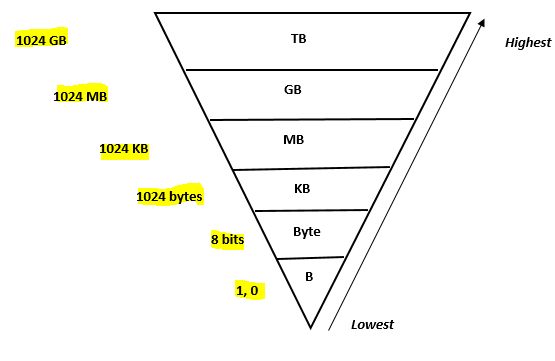 TB
1024 GB
Highest
GB
1024 MB
MB
1024 KB
KB
1024 bytes
Byte
8 bits
B
1, 0
Lowest